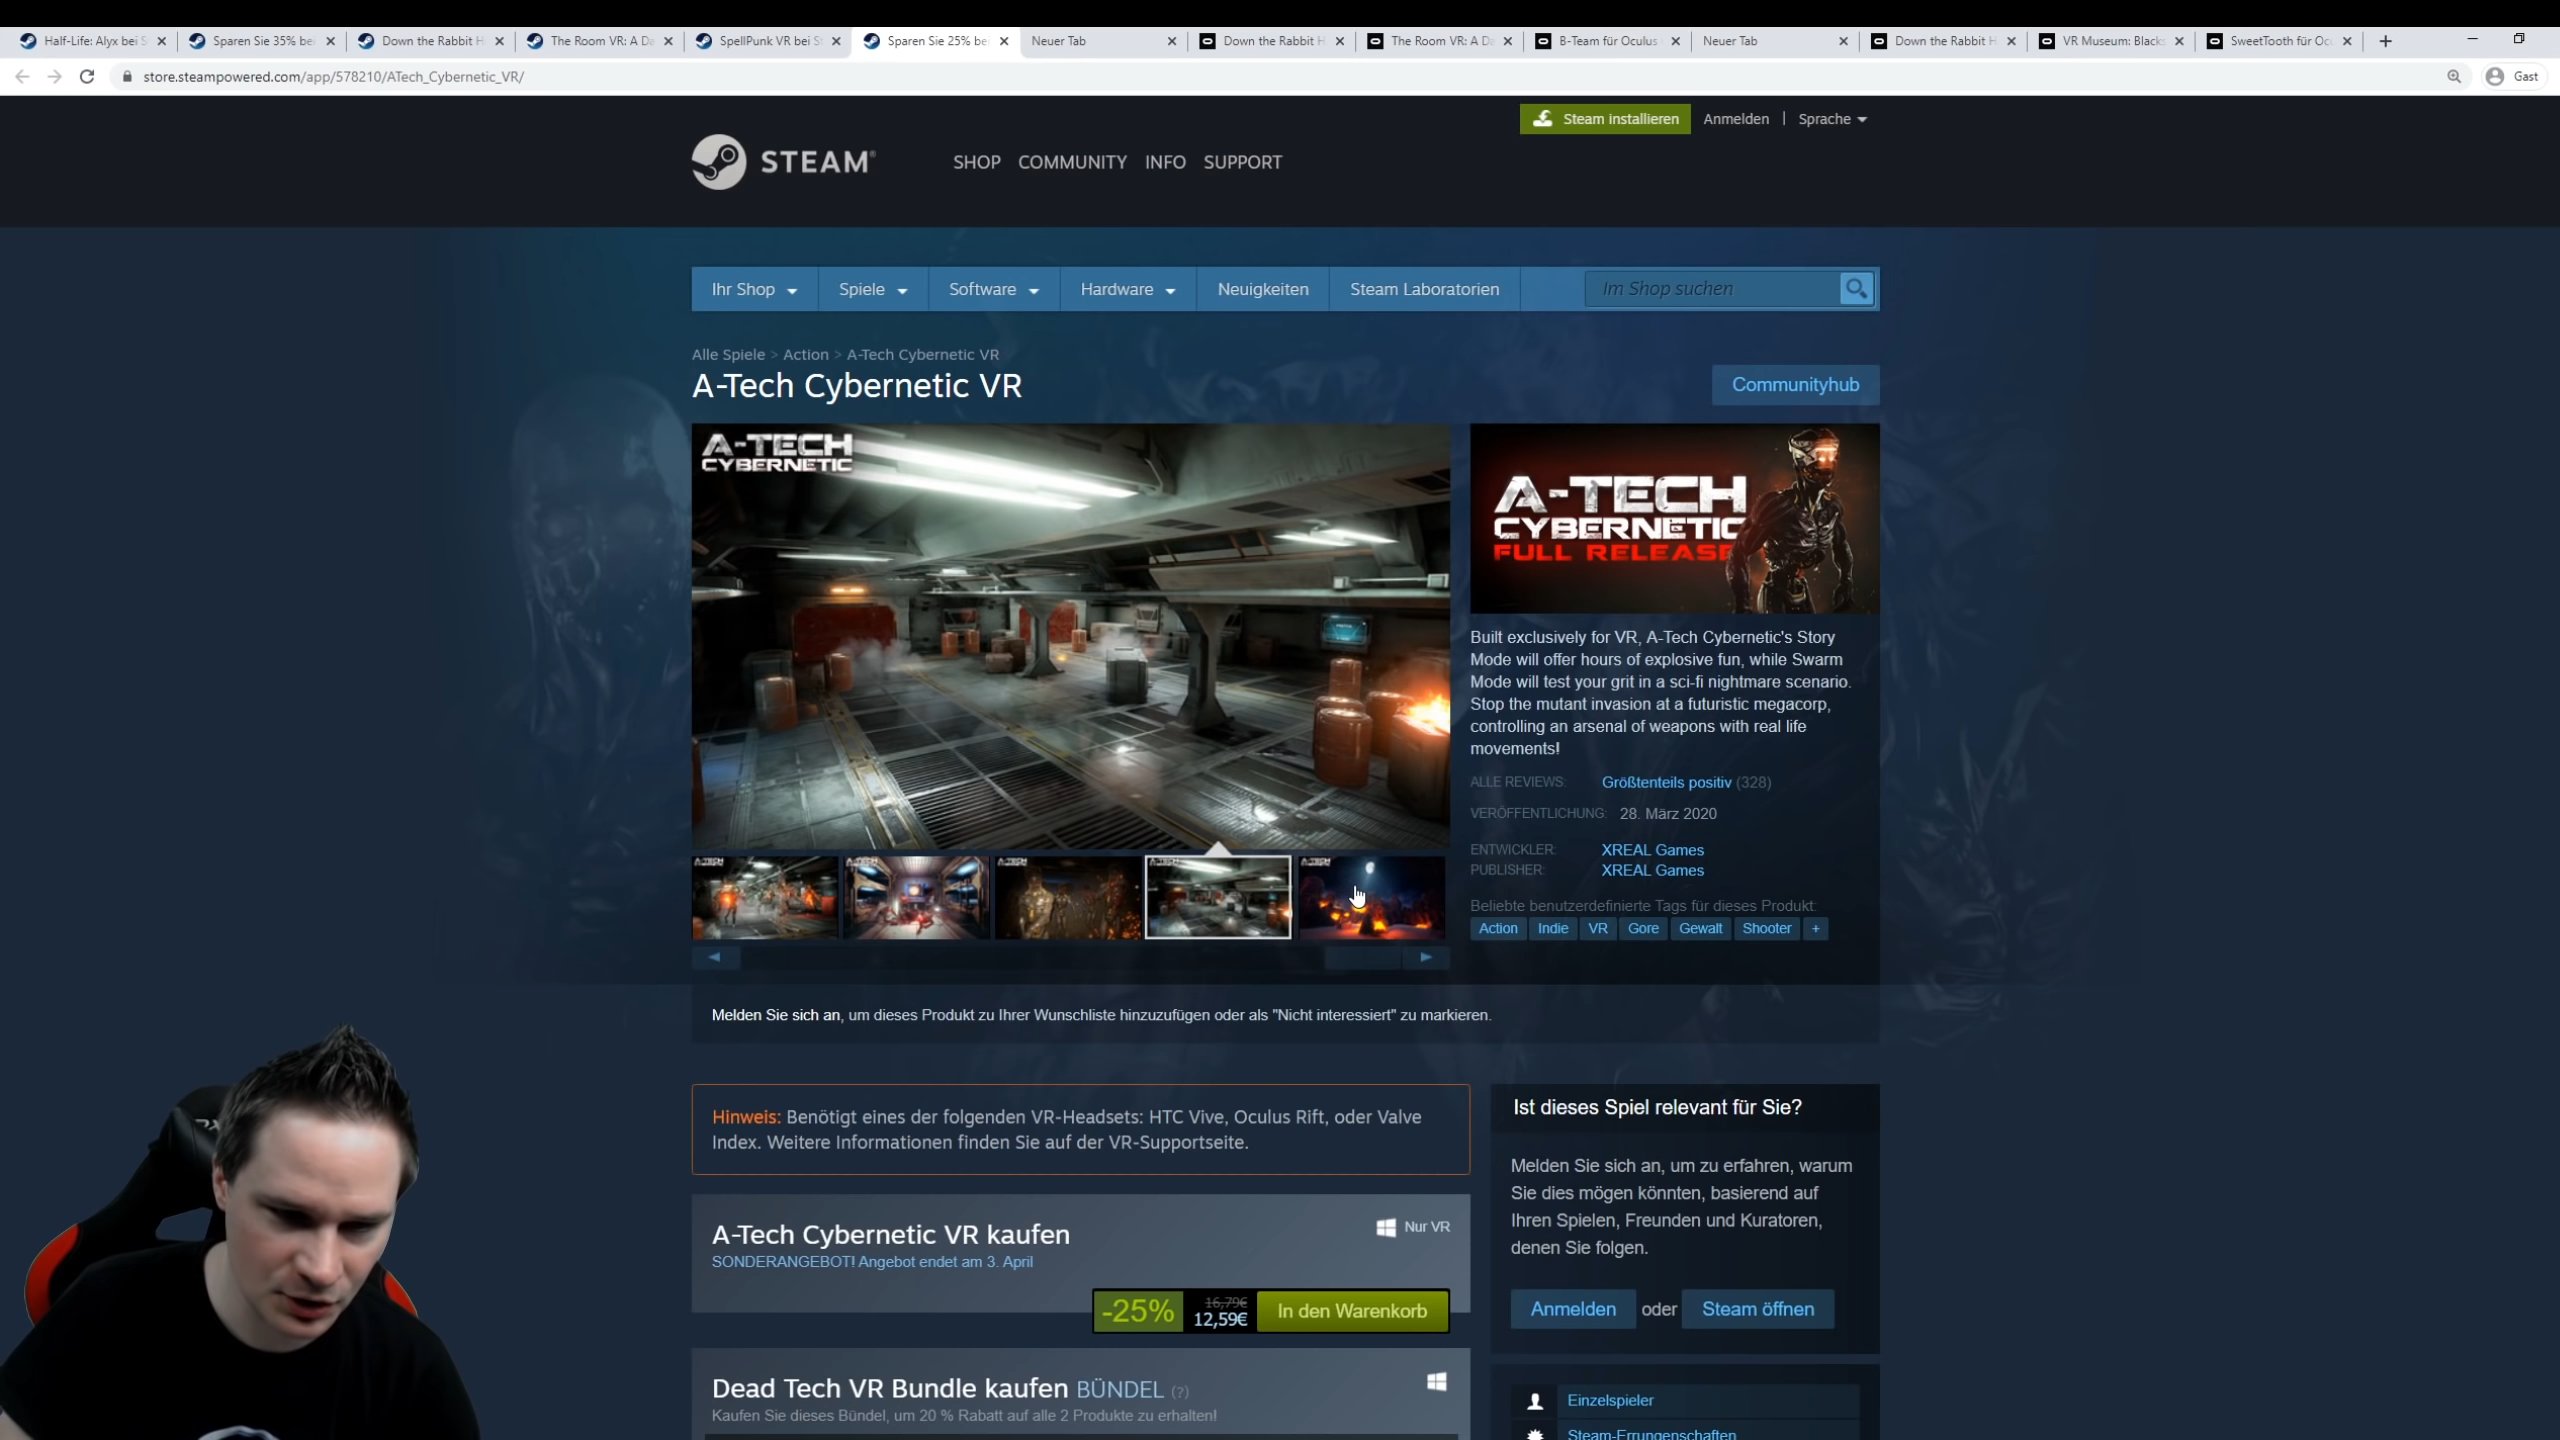 Half-Life: Alyx bei S
Sparen Sie 35% bei
Down the Rabbit H
The Room VR: A Da
SpellPunk VR bei St
Sparen Sie 25% be
Neuer Tab
Down the Rabbit H
The Room VR: A Da
B-Team für Oculus
Neuer Tab
Down the Rabbit H
VR Museum: Blacks
SweetTooth für Ocu
store.steampowered.com/app/578210/ATech_Cybernetic_VR/
Gast
Steam installieren
Anmelden | Sprache
STEAM®
SHOP COMMUNITY INFO SUPPORT
Ihr Shop Spiele Software Hardware Neuigkeiten Steam Laboratorien Im Shop suchen
Alle Spiele > Action > A-Tech Cybernetic VR
A-Tech Cybernetic VR
Communityhub
A-TECH
CYBERNETIC
A-TECH
CYBERNETIC
FULL RELEASE
Built exclusively for VR, A-Tech Cybernetic's Story
Mode will offer hours of explosive fun, while Swarm
Mode will test your grit in a sci-fi nightmare scenario.
Stop the mutant invasion at a futuristic megacorp,
controlling an arsenal of weapons with real life
movements!
ALLE REVIEWS: Größtenteils positiv (328)
VERÖFFENTLICHUNG: 28. März 2020
ENTWICKLER: XREAL Games
PUBLISHER: XREAL Games
Beliebte benutzerdefinierte Tags für dieses Produkt:
Action Indie VR Gore Gewalt Shooter +
Melden Sie sich an, um dieses Produkt zu Ihrer Wunschliste hinzuzufügen oder als "Nicht interessiert" zu markieren.
Hinweis: Benötigt eines der folgenden VR-Headsets: HTC Vive, Oculus Rift, oder Valve
Index. Weitere Informationen finden Sie auf der VR-Supportseite.
A-Tech Cybernetic VR kaufen
Nur VR
SONDERANGEBOT! Angebot endet am 3. April
-25% 16,79€
12,59€
In den Warenkorb
Dead Tech VR Bundle kaufen BÜNDEL (?)
Kaufen Sie dieses Bündel, um 20 % Rabatt auf alle 2 Produkte zu erhalten!
Ist dieses Spiel relevant für Sie?
Melden Sie sich an, um zu erfahren, warum
Sie dies mögen könnten, basierend auf
Ihren Spielen, Freunden und Kuratoren,
denen Sie folgen.
Anmelden oder Steam öffnen
Einzelspieler
Steam-Errungenschaften